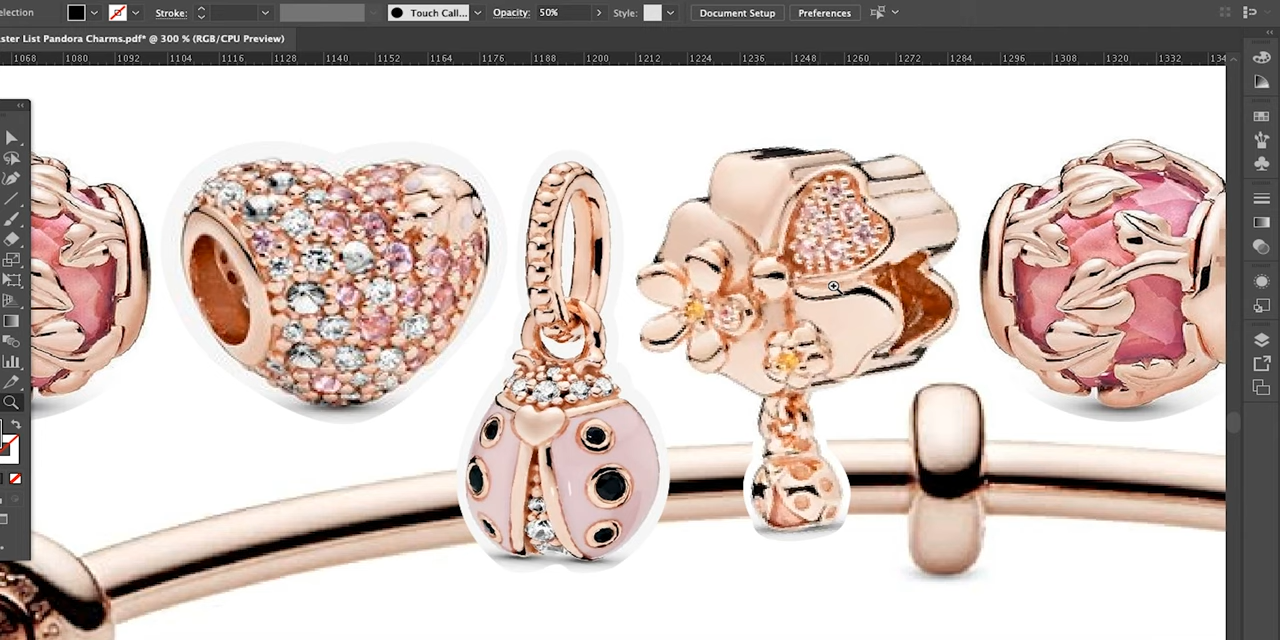 election Stroke: Touch Call... Opacity: 50% Style: Document Setup Preferences
ster List Pandora Charms.pdf* @ 300 % (RGB/CPU Preview)
1068 1080 1092 1104 1116 1128 1140 1152 1164 1176 1188 1200 1212 1224 1236 1248 1260 1272 1284 1296 1308 1320 1332 134